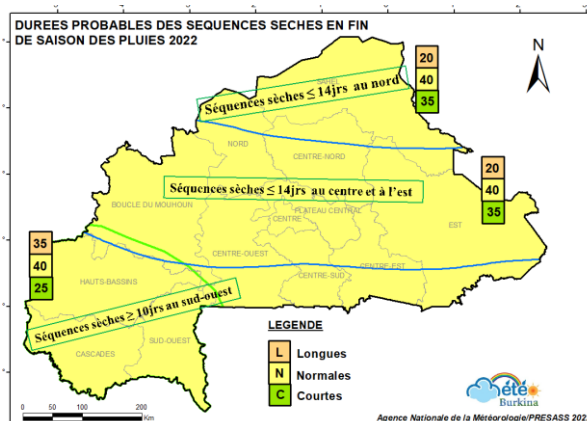 DUREES PROBABLES DES SEQUENCES SECHES EN FIN
DE SAISON DES PLUIES 2022
N
20
40
35
SAHEL
Séquences sèches ≤ 14jrs au nord
NORD
CENTRE-NORD
20
40
35
Séquences sèches ≤ 14jrs au centre et à l'est
BOUCLE DU MOUHOUN
PLATEAU CENTRAL
CENTRE
EST
35
40
25
CENTRE-OUEST
CENTRE-EST
CENTRE-SUD
HAUTS-BASSINS
Séquences sèches ≥ 10jrs au sud-ouest
SUD-OUEST
CASCADES
LEGENDE
L Longues
N Normales
C Courtes
0 50 100 200
Km
Météo
Burkina
Agence Nationale de la Météorologie/PRESASS 202